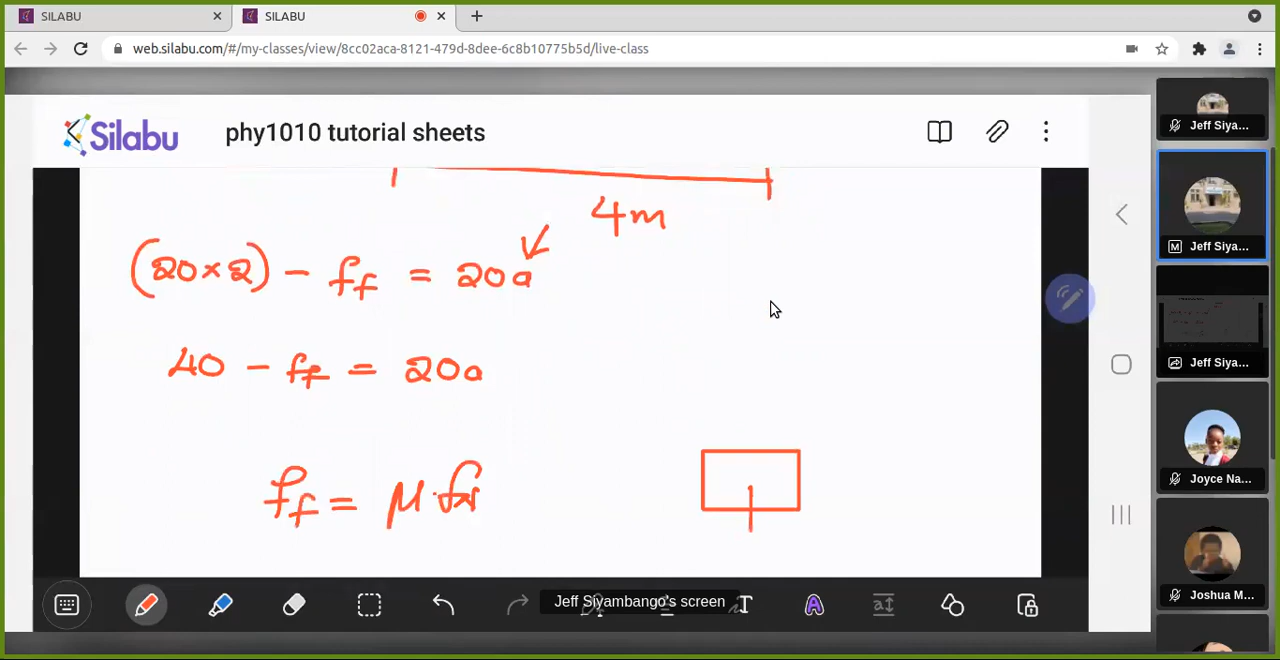 SILABU
SILABU
web.silabu.com/#/my-classes/view/8cc02aca-8121-479d-8dee-6c8b10775b5d/live-class
Silabu
phy1010 tutorial sheets
4m
(20×2) - ff = 20a
40 - ff = 20a
ff = μ
Jeff Siyambango's screen
T
A
Jeff Siya...
M Jeff Siya...
Jeff Siya...
Joyce Na...
Joshua M...